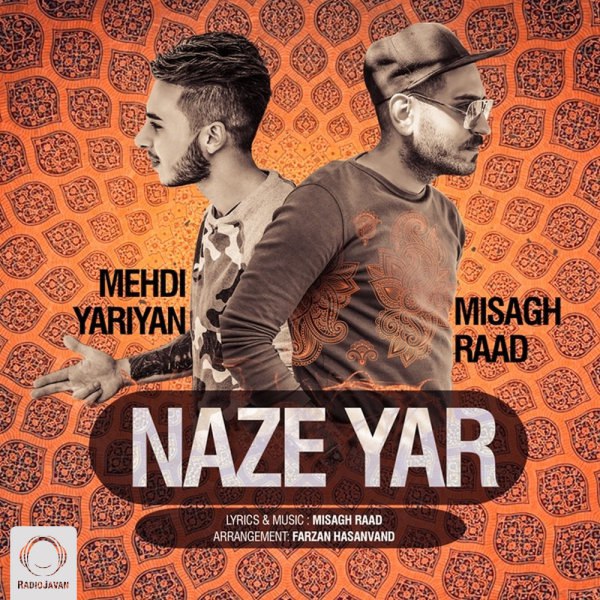 MEHDI
YARIYAN
MISAGH
RAAD
NAZE YAR
LYRICS & MUSIC : MISAGH RAAD
ARRANGEMENT: FARZAN HASANVAND
RADIOJAVAN